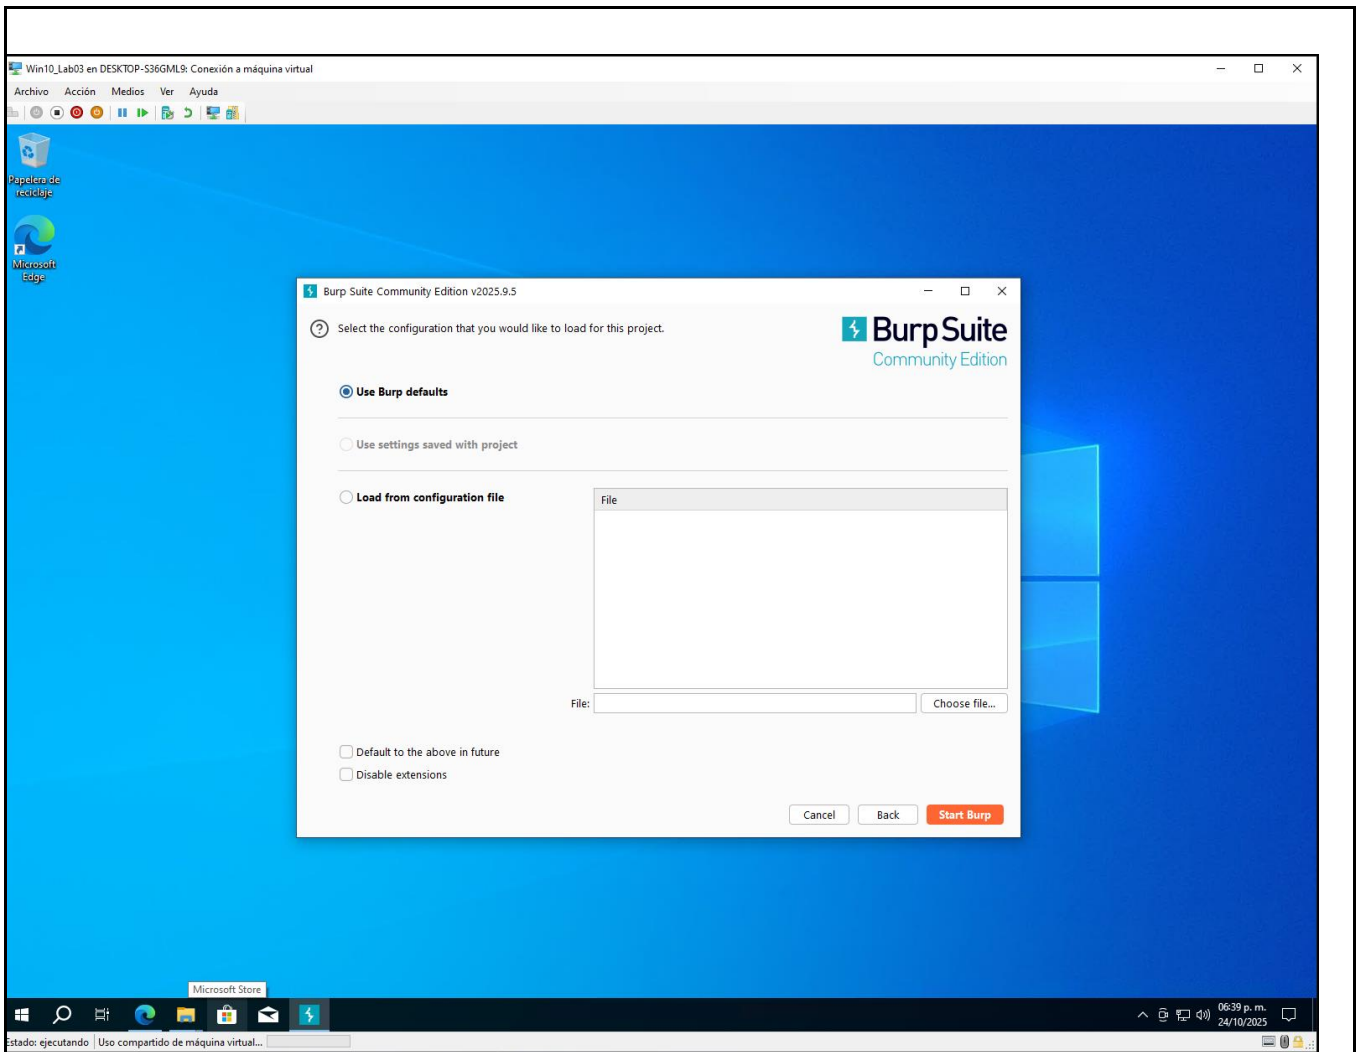 Win10_Lab03 en DESKTOP-S36GML9: Conexión a máquina virtual
Archivo Acción Medios Ver Ayuda
Papelera de
reciclaje
Microsoft
Edge
Burp Suite Community Edition v2025.9.5
Select the configuration that you would like to load for this project.
Burp Suite
Community Edition
Use Burp defaults
Use settings saved with project
Load from configuration file
File
File:
Choose file...
Default to the above in future
Disable extensions
Cancel Back Start Burp
Microsoft Store
06:39 p. m.
24/10/2025
Estado: ejecutando Uso compartido de máquina virtual...